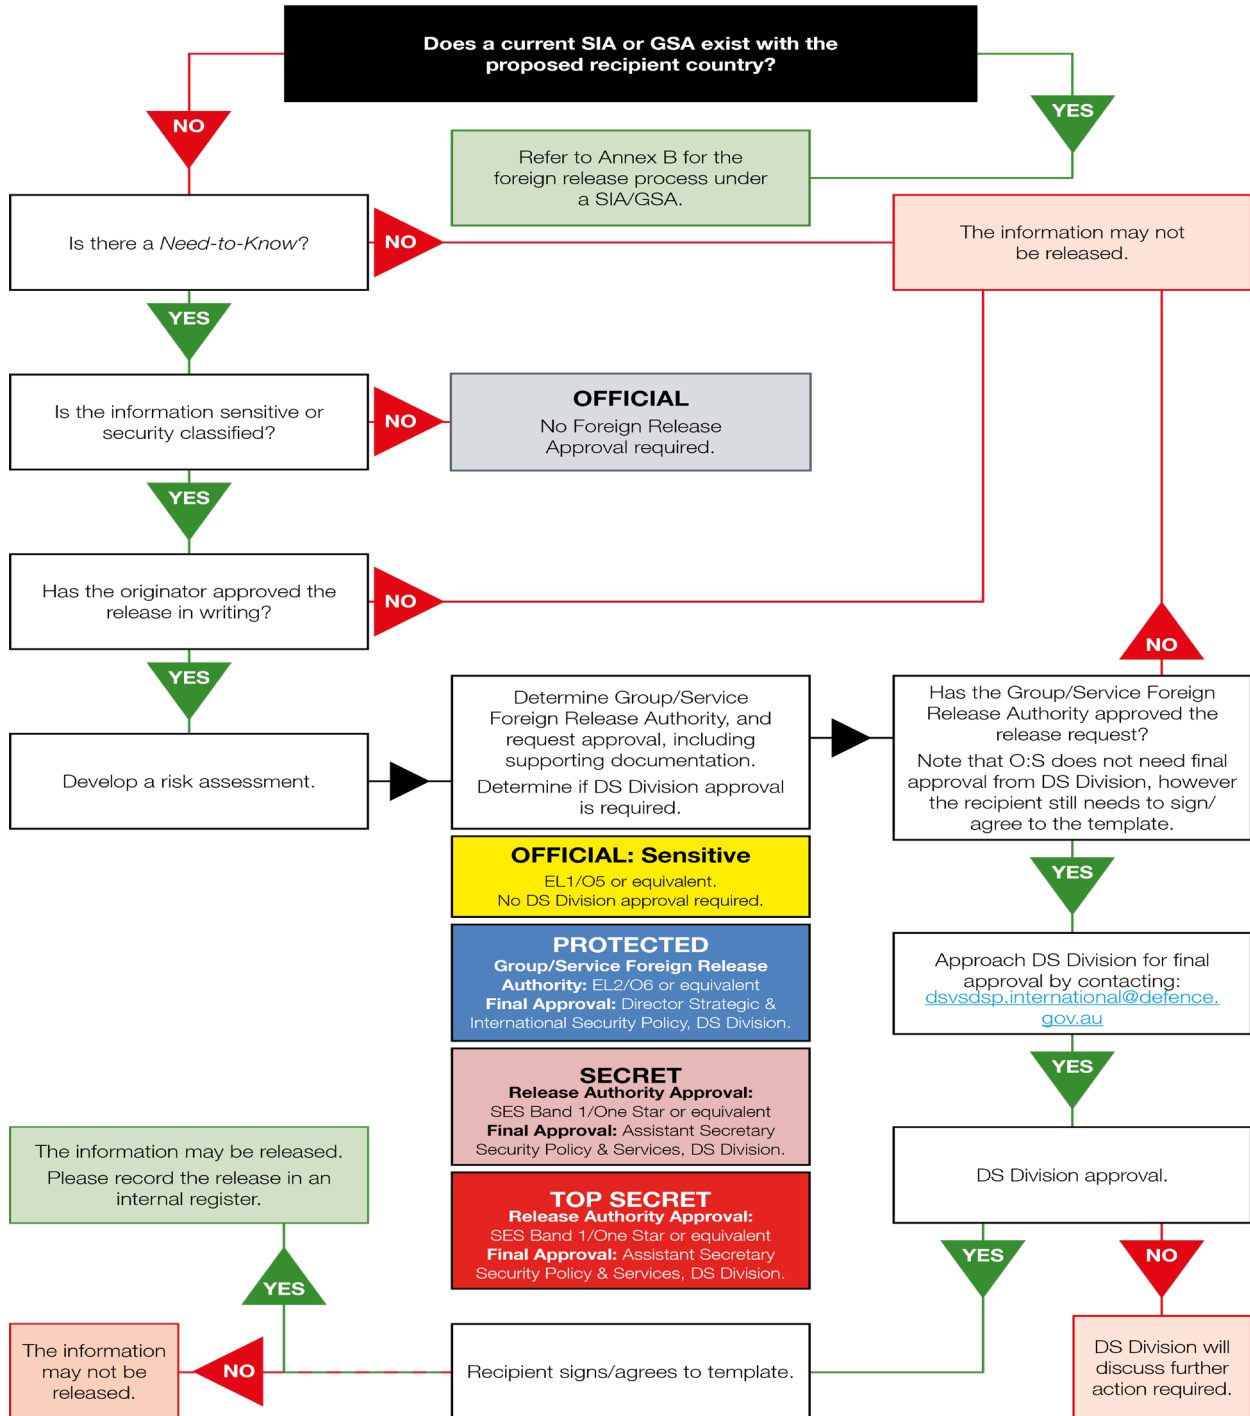 Does a current SIA or GSA exist with the
proposed recipient country?
NO
YES
Refer to Annex B for the
foreign release process under
a SIA/GSA.
Is there a Need-to-Know?
NO
The information may not
be released.
YES
Is the information sensitive or
security classified?
NO
OFFICIAL
No Foreign Release
Approval required.
YES
Has the originator approved the
release in writing?
NO
YES
NO
Develop a risk assessment.
Determine Group/Service
Foreign Release Authority, and
request approval, including
supporting documentation.
Determine if DS Division approval
is required.
Has the Group/Service Foreign
Release Authority approved the
release request?
Note that O:S does not need final
approval from DS Division, however
the recipient still needs to sign/
agree to the template.
OFFICIAL: Sensitive
EL1/O5 or equivalent.
No DS Division approval required.
YES
PROTECTED
Group/Service Foreign Release
Authority: EL2/O6 or equivalent
Final Approval: Director Strategic &
International Security Policy, DS Division.
Approach DS Division for final
approval by contacting:
dsvsdsp.international@defence.
gov.au
YES
SECRET
Release Authority Approval:
SES Band 1/One Star or equivalent
Final Approval: Assistant Secretary
Security Policy & Services, DS Division.
DS Division approval.
TOP SECRET
Release Authority Approval:
SES Band 1/One Star or equivalent
Final Approval: Assistant Secretary
Security Policy & Services, DS Division.
The information may be released.
Please record the release in an
internal register.
YES
NO
YES
The information
may not be
released.
NO
Recipient signs/agrees to template.
DS Division will
discuss further
action required.